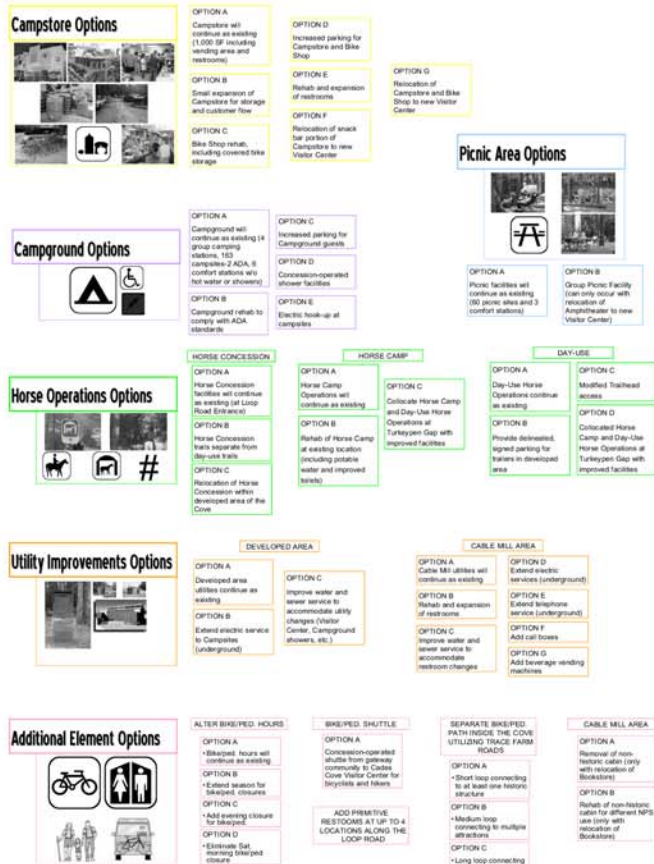 Campstore Options
OPTION A
Campstore will
continue as existing
(1,000 SF including
vending area and
restrooms)
OPTION B
Small expansion of
Campstore for storage
and customer flow
OPTION C
Bike Shop rehab,
including covered bike
storage
OPTION D
Increased parking for
Campstore and Bike
Shop
OPTION E
Rehab and expansion
of restrooms
OPTION F
Relocation of snack
bar portion of
Campstore to new
Visitor Center
OPTION G
Relocation of
Campstore and Bike
Shop to new Visitor
Center
Picnic Area Options
OPTION A
Picnic facilities will
continue as existing
(60 picnic sites and 3
comfort stations)
OPTION B
Group Picnic Facility
(can only occur with
relocation of
Amphitheater to new
Visitor Center)
Campground Options
OPTION A
Campground will
continue as existing (4
group camping
stations, 163
campsites-2 ADA, 6
comfort stations w/o
hot water or showers)
OPTION B
Campground rehab to
comply with ADA
standards
OPTION C
Increased parking for
Campground guests
OPTION D
Concession-operated
shower facilities
OPTION E
Electric hook-up at
campsites
Horse Operations Options
#
HORSE CONCESSION
OPTION A
Horse Concession
facilities will continue
as existing (at Loop
Road Entrance)
OPTION B
Horse Concession
trails separate from
day-use trails
OPTION C
Relocation of Horse
Concession within
developed area of the
Cove
HORSE CAMP
OPTION A
Horse Camp
Operations will
continue as existing
OPTION B
Rehab of Horse Camp
at existing location
(including potable
water and improved
toilets)
OPTION C
Collocate Horse Camp
and Day-Use Horse
Operations at
Turkeypen Gap with
improved facilities
DAY-USE
OPTION A
Day-Use Horse
Operations continue
as existing
OPTION B
Provide delineated,
signed parking for
trailers in developed
area
OPTION C
Modified Trailhead
access
OPTION D
Collocated Horse
Camp and Day-Use
Horse Operations at
Turkeypen Gap with
improved facilities
Utility Improvements Options
DEVELOPED AREA
OPTION A
Developed area
utilities continue as
existing
OPTION B
Extend electric service
to Campsites
(underground)
OPTION C
Improve water and
sewer service to
accommodate utility
changes (Visitor
Center, Campground
showers, etc.)
CABLE MILL AREA
OPTION A
Cable Mill utilities will
continue as existing
OPTION B
Rehab and expansion
of restrooms
OPTION C
Improve water and
sewer service to
accommodate
restroom changes
OPTION D
Extend electric
services (underground)
OPTION E
Extend telephone
service (underground)
OPTION F
Add call boxes
OPTION G
Add beverage vending
machines
Additional Element Options
ALTER BIKE/PED. HOURS
OPTION A
• Bike/ped. hours will
continue as existing
OPTION B
• Extend season for
bike/ped. closures
OPTION C
• Add evening closure
for bike/ped.
OPTION D
• Eliminate Sat.
morning bike/ped
closure
BIKE/PED. SHUTTLE
OPTION A
Concession-operated
shuttle from gateway
community to Cades
Cove Visitor Center for
bicyclists and hikers
ADD PRIMITIVE
RESTOOMS AT UP TO 4
LOCATIONS ALONG THE
LOOP ROAD
SEPARATE BIKE/PED.
PATH INSIDE THE COVE
UTILIZING TRACE FARM
ROADS
OPTION A
• Short loop connecting
to at least one historic
structure
OPTION B
• Medium loop
connecting to multiple
attractions
OPTION C
• Long loop connecting
CABLE MILL AREA
OPTION A
Removal of non-
historic cabin (only
with relocation of
Bookstore)
OPTION B
Rehab of non-historic
cabin for different NPS
use (only with
relocation of
Bookstore)